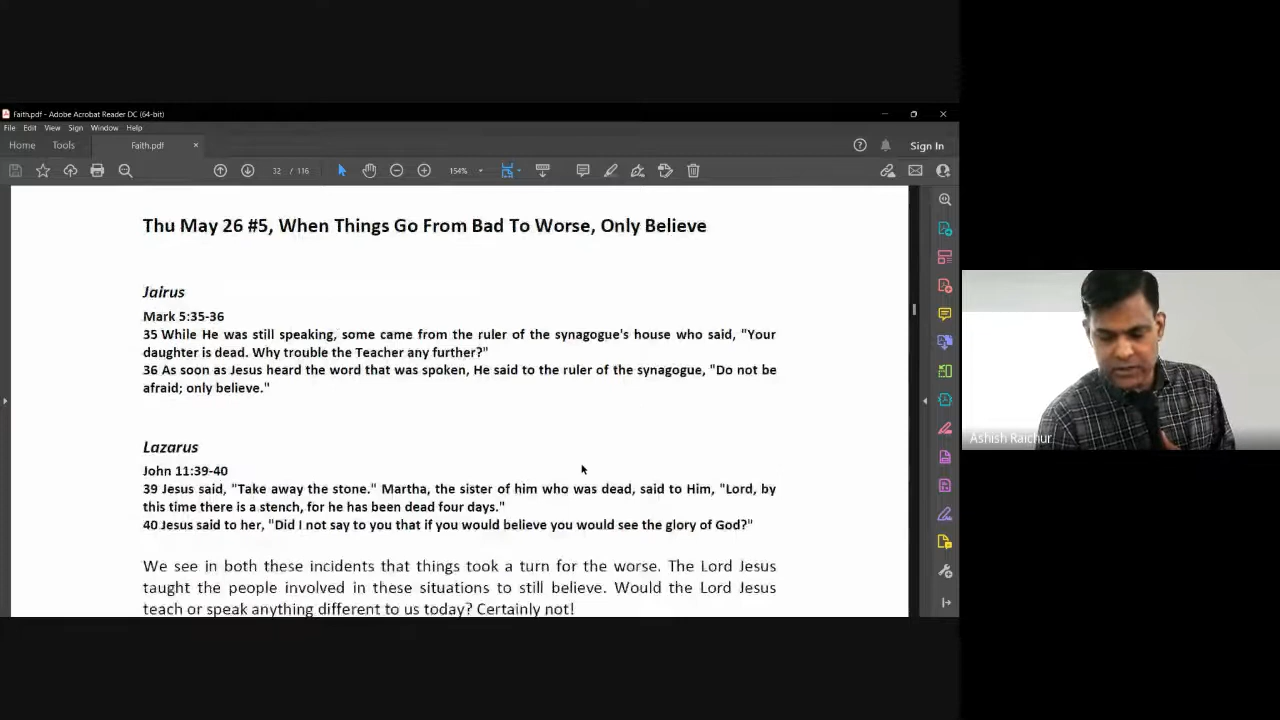 Faith.pdf - Adobe Acrobat Reader DC (64-bit)
File Edit View Sign Window Help
Home Tools Faith.pdf × Sign In
32 / 116 154%
Thu May 26 #5, When Things Go From Bad To Worse, Only Believe
Jairus
Mark 5:35-36
35 While He was still speaking, some came from the ruler of the synagogue's house who said, "Your
daughter is dead. Why trouble the Teacher any further?"
36 As soon as Jesus heard the word that was spoken, He said to the ruler of the synagogue, "Do not be
afraid; only believe."
Lazarus
John 11:39-40
39 Jesus said, "Take away the stone." Martha, the sister of him who was dead, said to Him, "Lord, by
this time there is a stench, for he has been dead four days."
40 Jesus said to her, "Did I not say to you that if you would believe you would see the glory of God?"
We see in both these incidents that things took a turn for the worse. The Lord Jesus
taught the people involved in these situations to still believe. Would the Lord Jesus
teach or speak anything different to us today? Certainly not!
Ashish Raichur